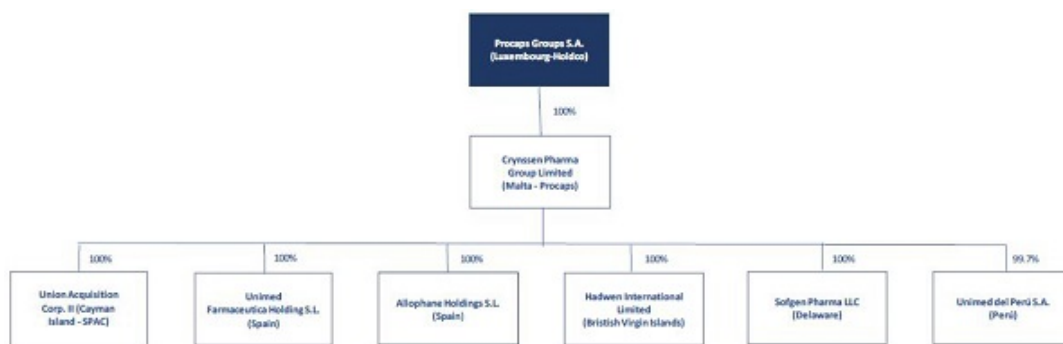 Procaps Groups S.A.
(Luxembourg-Holdco)
100%
Crynssen Pharma
Group Limited
(Malta - Procaps)
100%
100%
100%
100%
100%
99.7%
Union Acquisition
Corp. II (Cayman
Island - SPAC)
Unimed
Farmaceutica Holding S.L.
(Spain)
Allophane Holdings S.L.
(Spain)
Hadwen International
Limited
(Bristish Virgin Islands)
Sofgen Pharma LLC
(Delaware)
Unimed del Perú S.A.
(Perú)